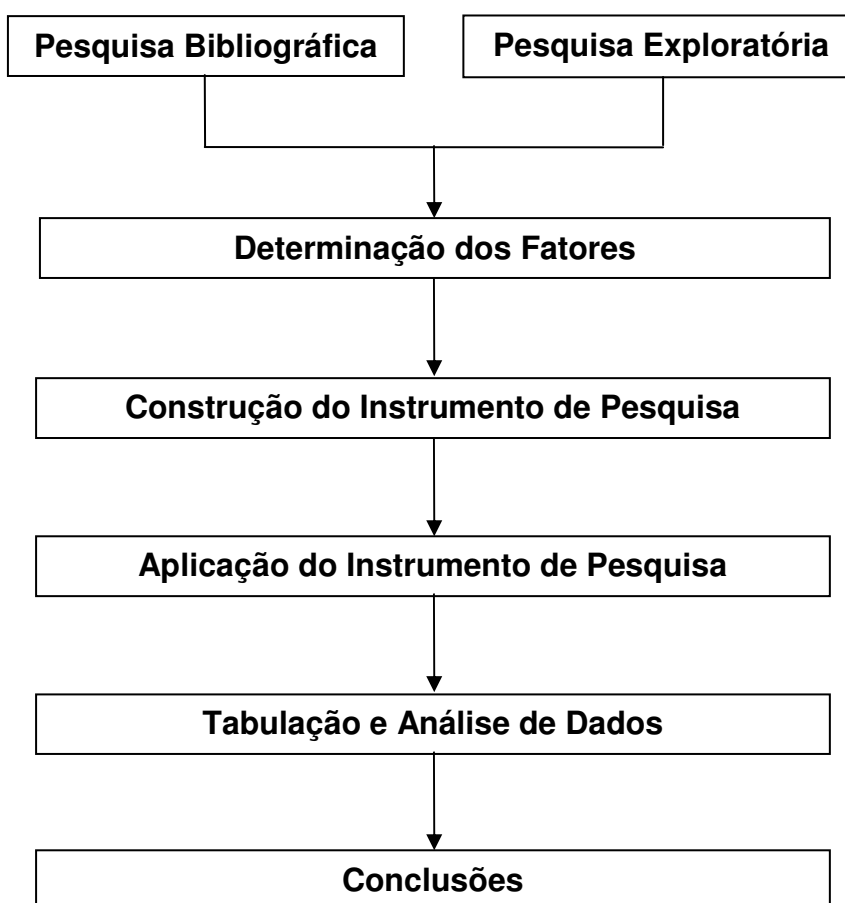 Pesquisa Bibliográfica
Pesquisa Exploratória
Determinação dos Fatores
Construção do Instrumento de Pesquisa
Aplicação do Instrumento de Pesquisa
Tabulação e Análise de Dados
Conclusões